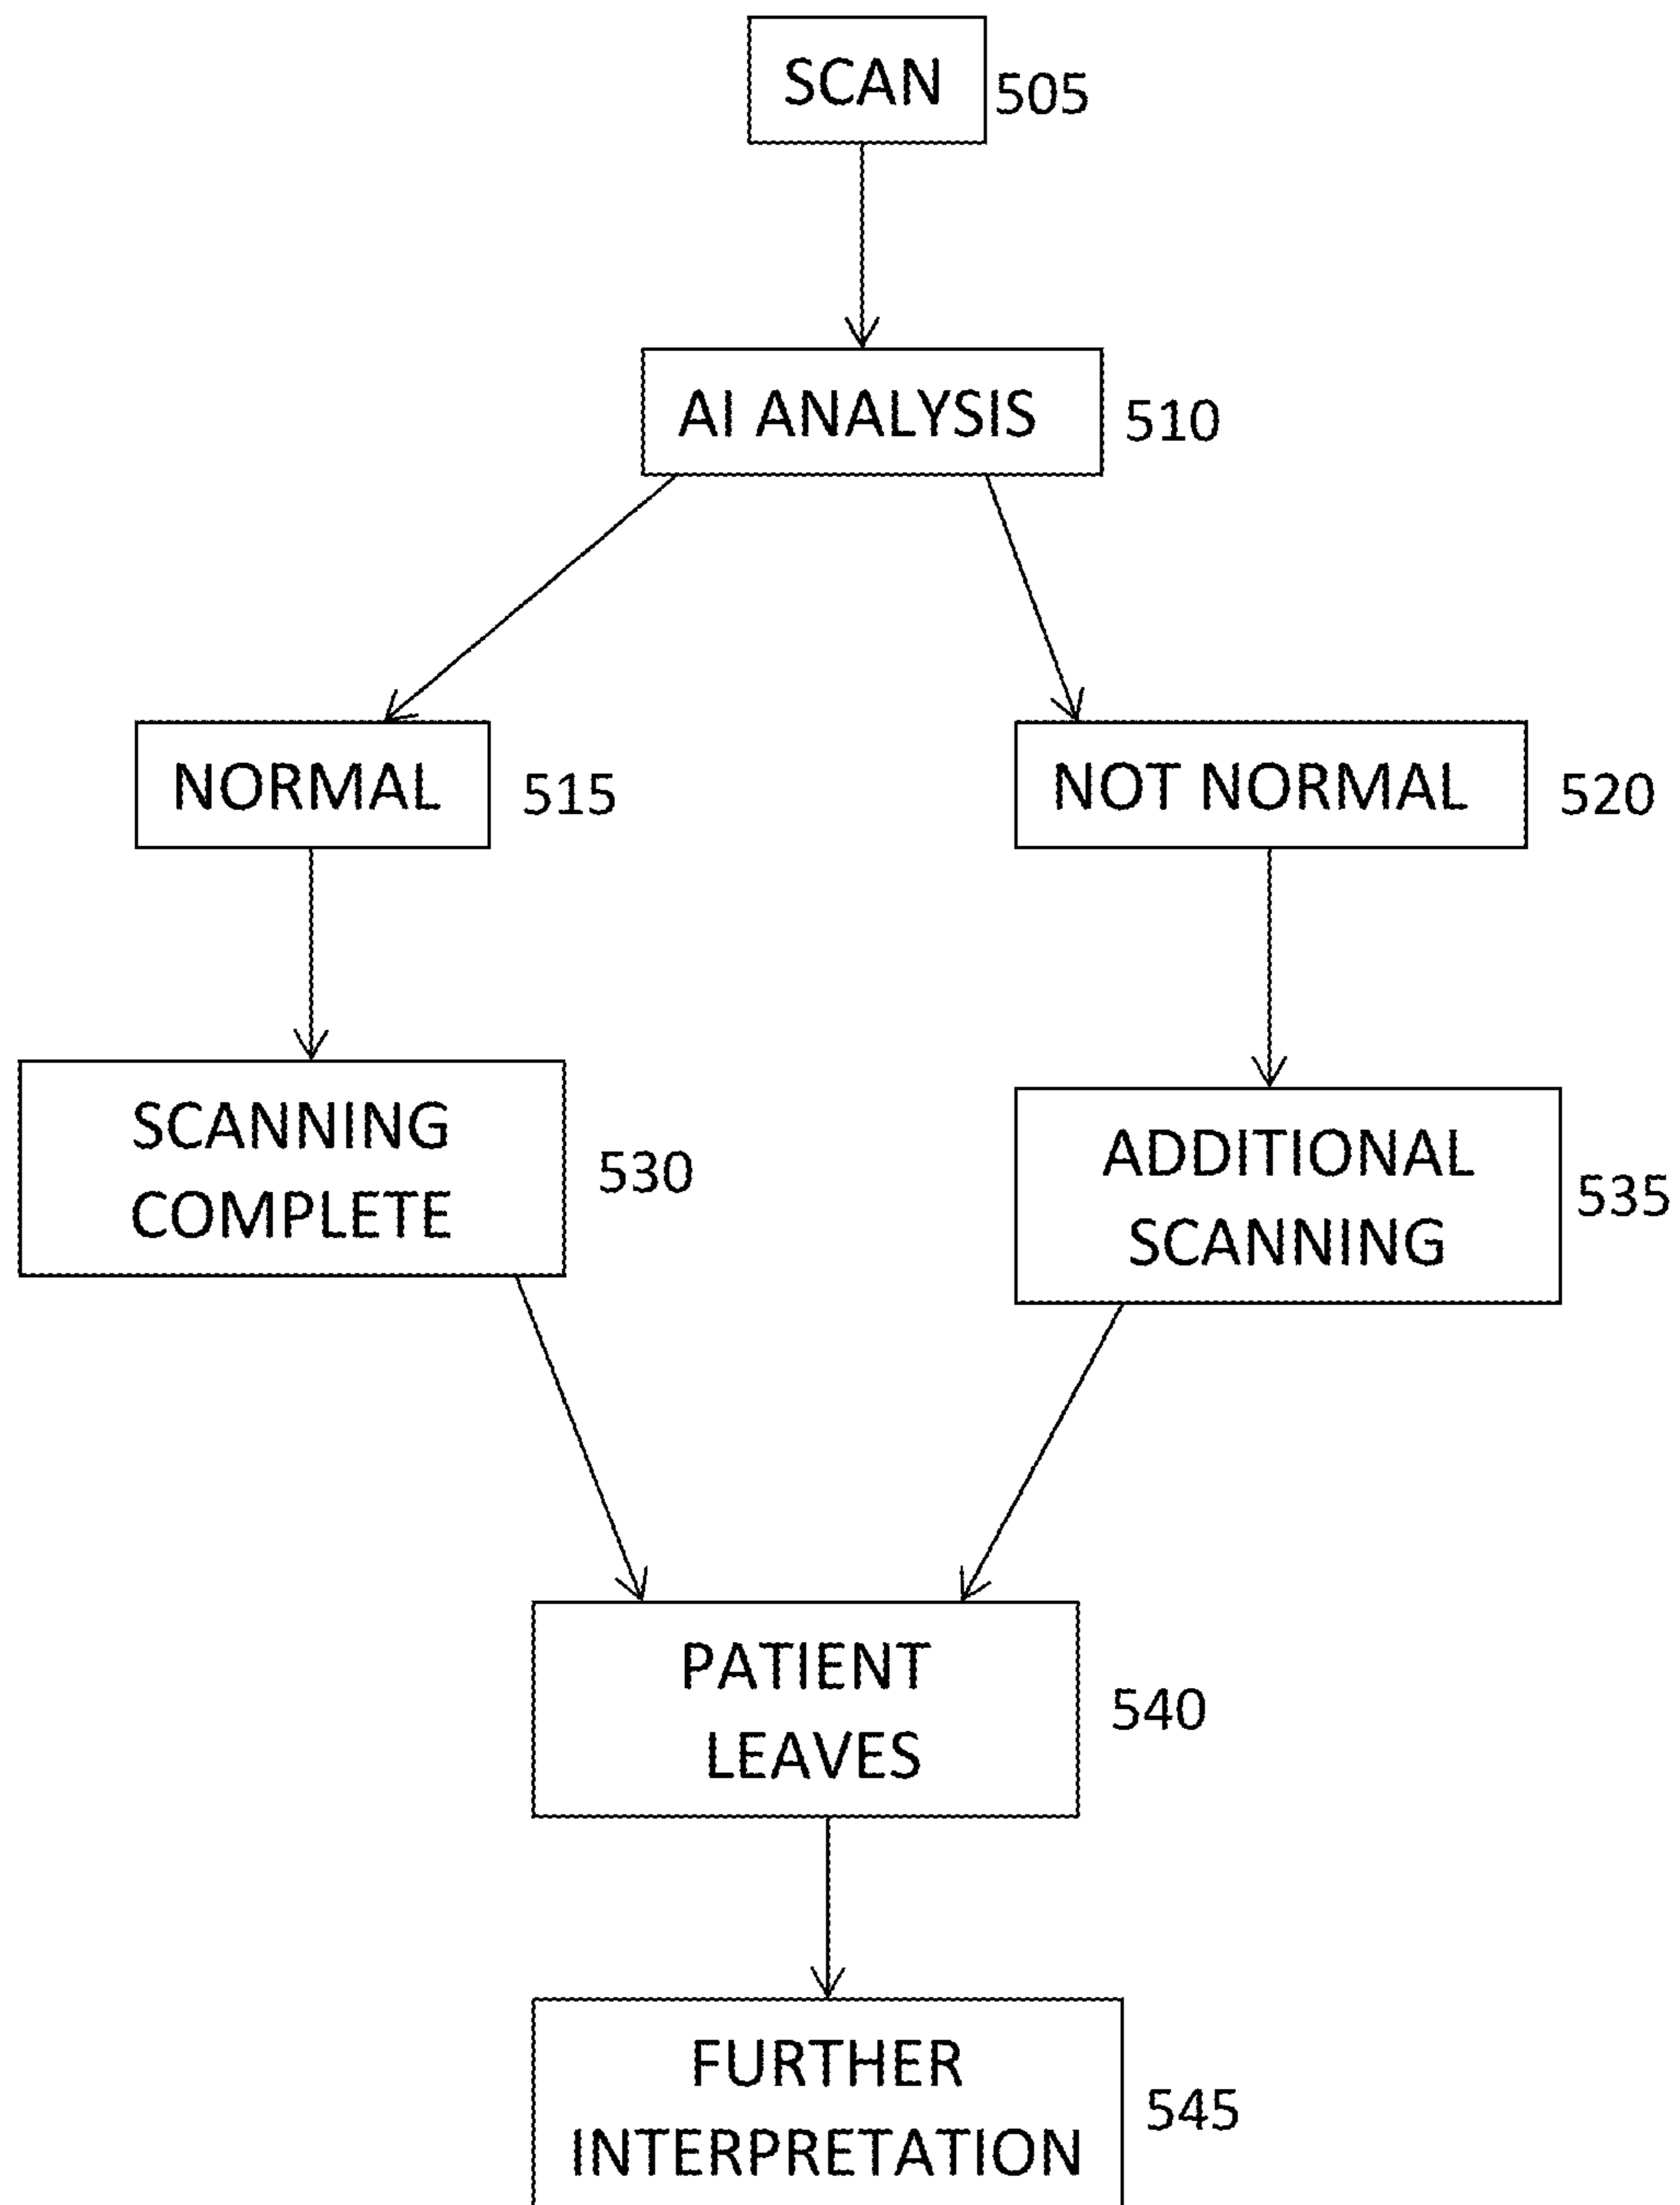 SCAN 505
AI ANALYSIS 510
NORMAL 515
NOT NORMAL 520
SCANNING
COMPLETE
530
ADDITIONAL
SCANNING
535
PATIENT
LEAVES
540
FURTHER
INTERPRETATION
545